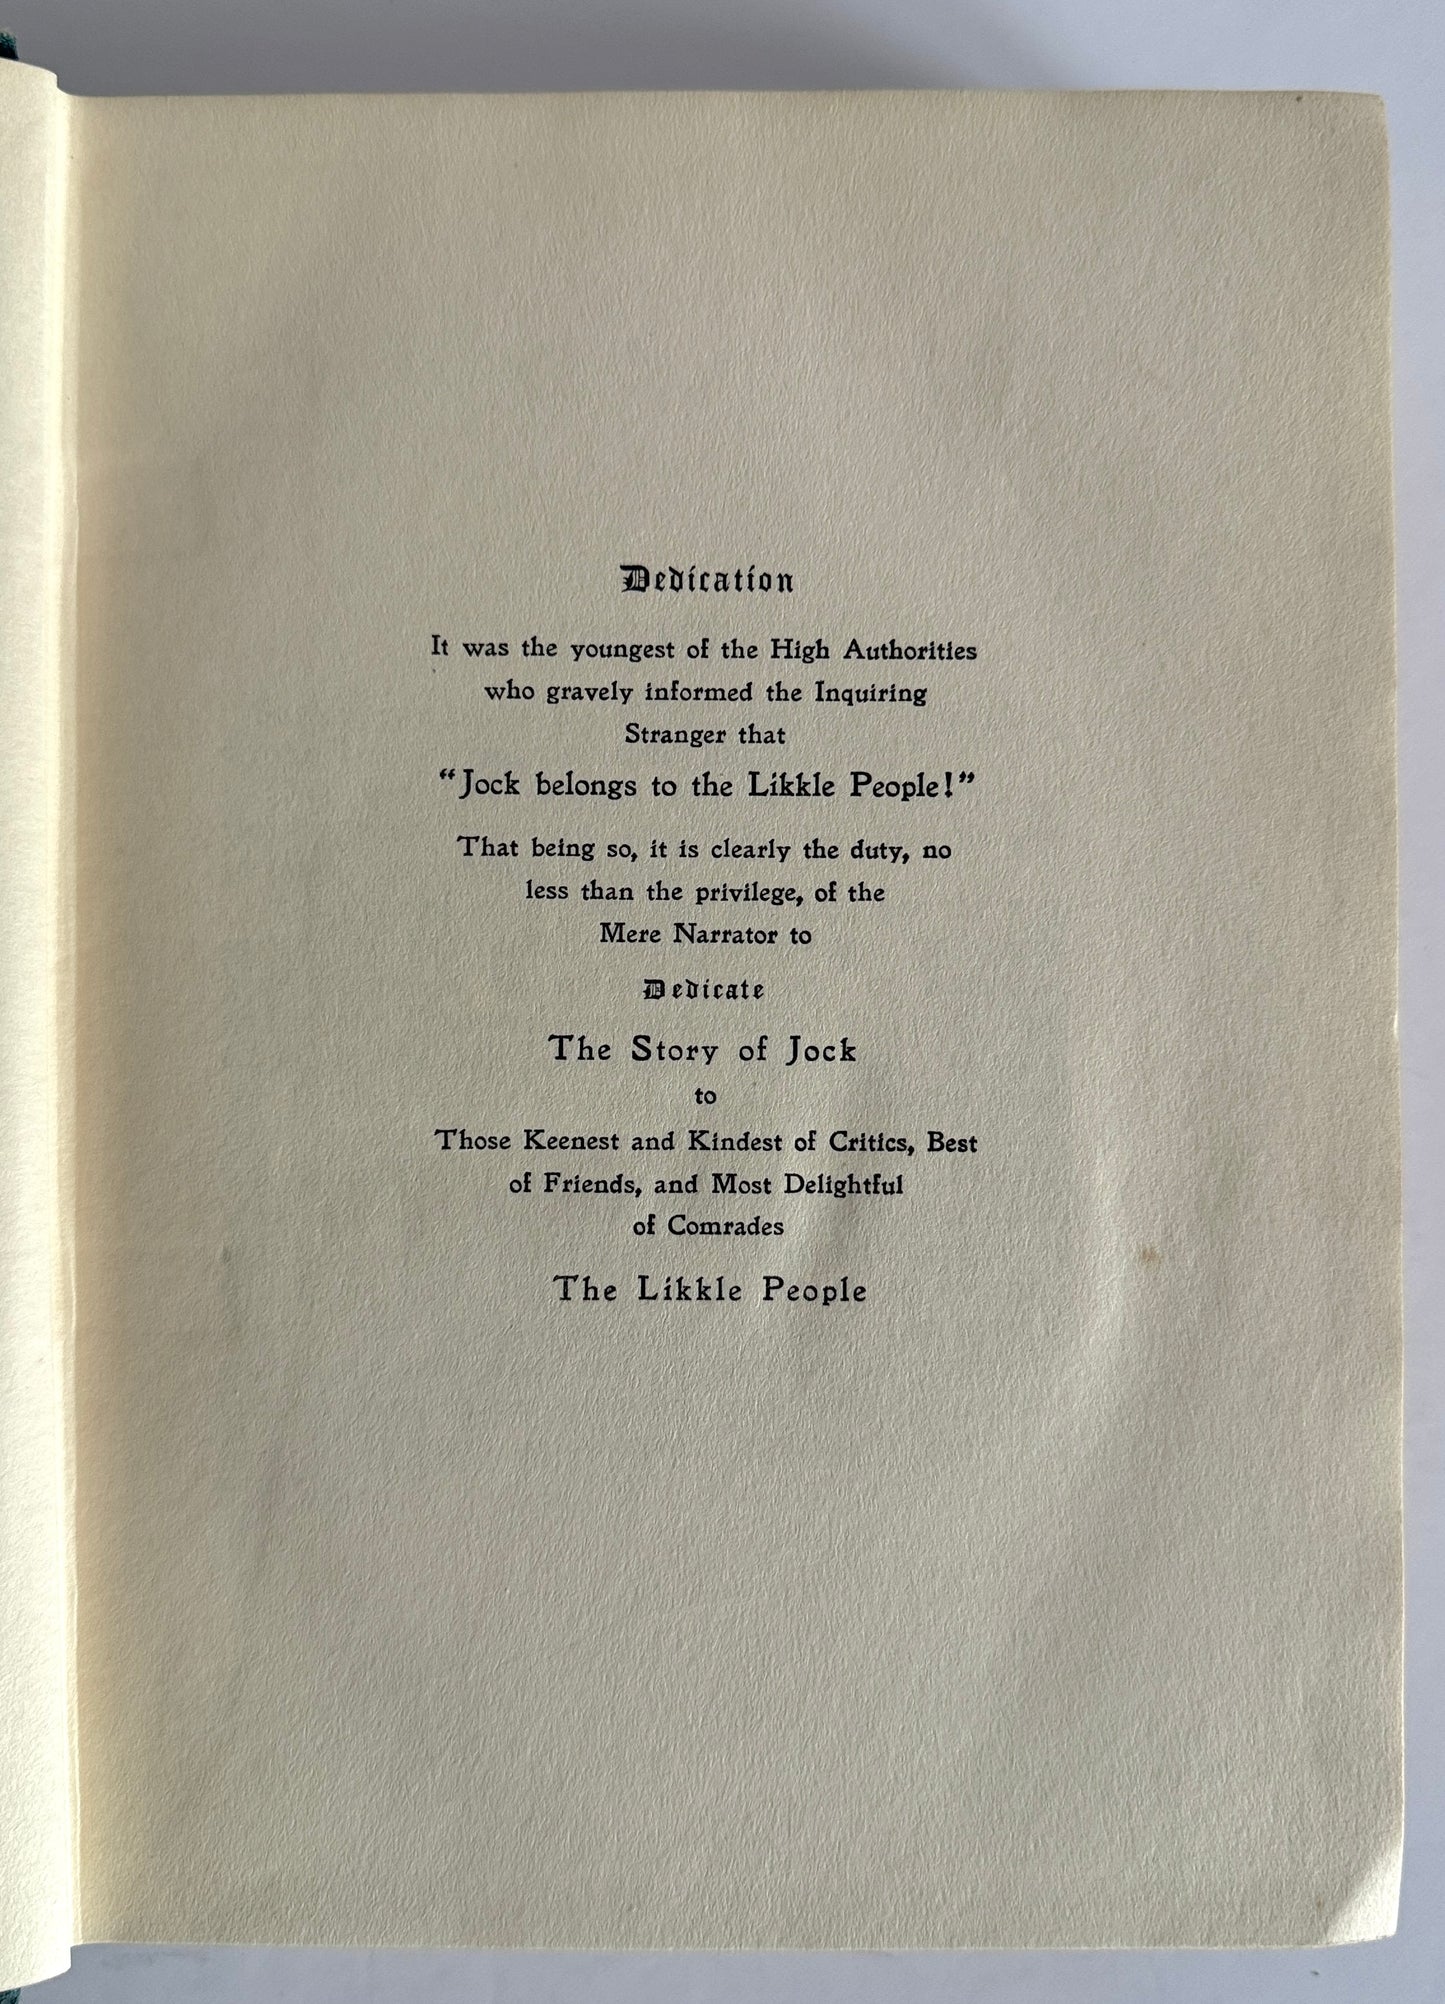 Dedication
It was the youngest of the High Authorities
who gravely informed the Inquiring
Stranger that
“Jock belongs to the Likkle People!”
That being so, it is clearly the duty, no
less than the privilege, of the
Mere Narrator to
Dedicate
The Story of Jock
to
Those Keenest and Kindest of Critics, Best
of Friends, and Most Delightful
of Comrades
The Likkle People